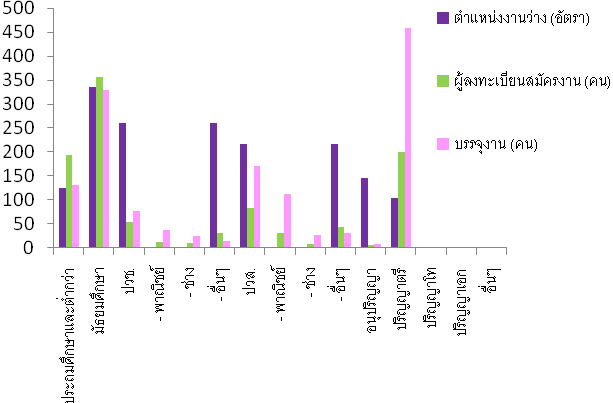 500
450
400
350
300
250
200
150
100
50
0
ตำแหน่งงานว่าง (อัตรา)
ผู้ลงทะเบียนสมัครงาน (คน)
บรรจุงาน (คน)
ประถมศึกษาและต่ำกว่า
มัธยมศึกษา
ปวช.
- พาณิชย์
- ช่าง
- อื่นๆ
ปวส.
- พาณิชย์
- ช่าง
- อื่นๆ
อนุปริญญา
ปริญญาตรี
ปริญญาโท
ปริญญาเอก
อื่นๆ